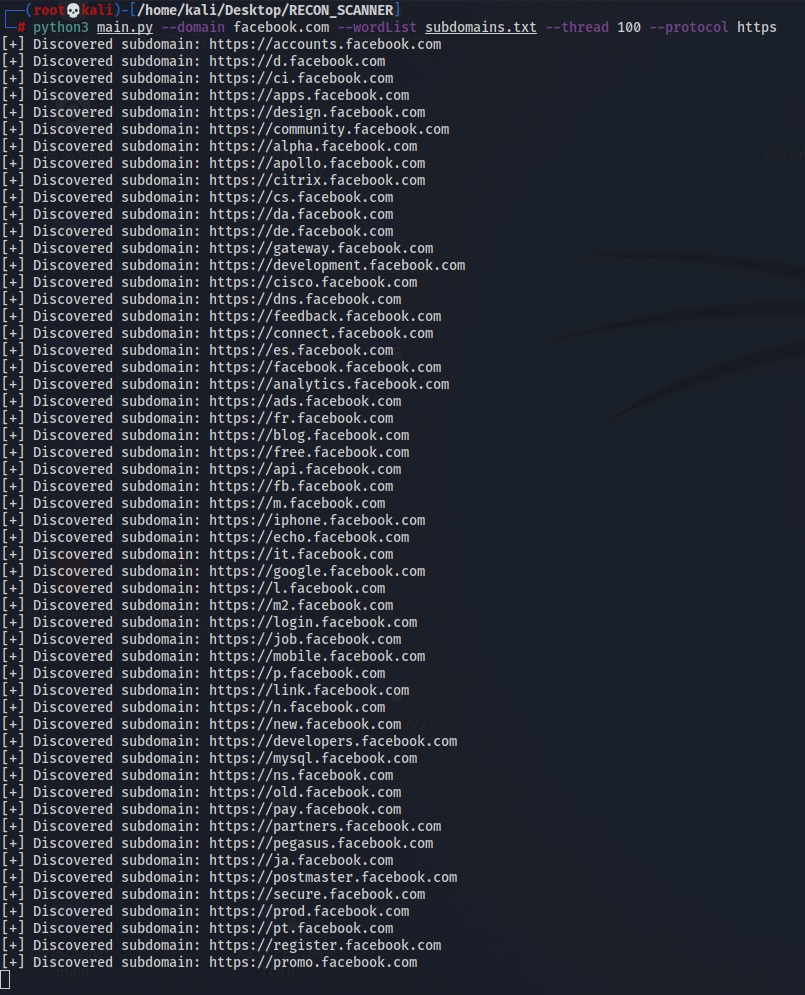 (root💀kali)-[/home/kali/Desktop/RECON_SCANNER]
# python3 main.py --domain facebook.com --wordList subdomains.txt --thread 100 --protocol https
[+] Discovered subdomain: https://accounts.facebook.com
[+] Discovered subdomain: https://d.facebook.com
[+] Discovered subdomain: https://ci.facebook.com
[+] Discovered subdomain: https://apps.facebook.com
[+] Discovered subdomain: https://design.facebook.com
[+] Discovered subdomain: https://community.facebook.com
[+] Discovered subdomain: https://alpha.facebook.com
[+] Discovered subdomain: https://apollo.facebook.com
[+] Discovered subdomain: https://citrix.facebook.com
[+] Discovered subdomain: https://cs.facebook.com
[+] Discovered subdomain: https://da.facebook.com
[+] Discovered subdomain: https://de.facebook.com
[+] Discovered subdomain: https://gateway.facebook.com
[+] Discovered subdomain: https://development.facebook.com
[+] Discovered subdomain: https://cisco.facebook.com
[+] Discovered subdomain: https://dns.facebook.com
[+] Discovered subdomain: https://feedback.facebook.com
[+] Discovered subdomain: https://connect.facebook.com
[+] Discovered subdomain: https://es.facebook.com
[+] Discovered subdomain: https://facebook.facebook.com
[+] Discovered subdomain: https://analytics.facebook.com
[+] Discovered subdomain: https://ads.facebook.com
[+] Discovered subdomain: https://fr.facebook.com
[+] Discovered subdomain: https://blog.facebook.com
[+] Discovered subdomain: https://free.facebook.com
[+] Discovered subdomain: https://api.facebook.com
[+] Discovered subdomain: https://fb.facebook.com
[+] Discovered subdomain: https://m.facebook.com
[+] Discovered subdomain: https://iphone.facebook.com
[+] Discovered subdomain: https://echo.facebook.com
[+] Discovered subdomain: https://it.facebook.com
[+] Discovered subdomain: https://google.facebook.com
[+] Discovered subdomain: https://l.facebook.com
[+] Discovered subdomain: https://m2.facebook.com
[+] Discovered subdomain: https://login.facebook.com
[+] Discovered subdomain: https://job.facebook.com
[+] Discovered subdomain: https://mobile.facebook.com
[+] Discovered subdomain: https://p.facebook.com
[+] Discovered subdomain: https://link.facebook.com
[+] Discovered subdomain: https://n.facebook.com
[+] Discovered subdomain: https://new.facebook.com
[+] Discovered subdomain: https://developers.facebook.com
[+] Discovered subdomain: https://mysql.facebook.com
[+] Discovered subdomain: https://ns.facebook.com
[+] Discovered subdomain: https://old.facebook.com
[+] Discovered subdomain: https://pay.facebook.com
[+] Discovered subdomain: https://partners.facebook.com
[+] Discovered subdomain: https://pegasus.facebook.com
[+] Discovered subdomain: https://ja.facebook.com
[+] Discovered subdomain: https://postmaster.facebook.com
[+] Discovered subdomain: https://secure.facebook.com
[+] Discovered subdomain: https://prod.facebook.com
[+] Discovered subdomain: https://pt.facebook.com
[+] Discovered subdomain: https://register.facebook.com
[+] Discovered subdomain: https://promo.facebook.com